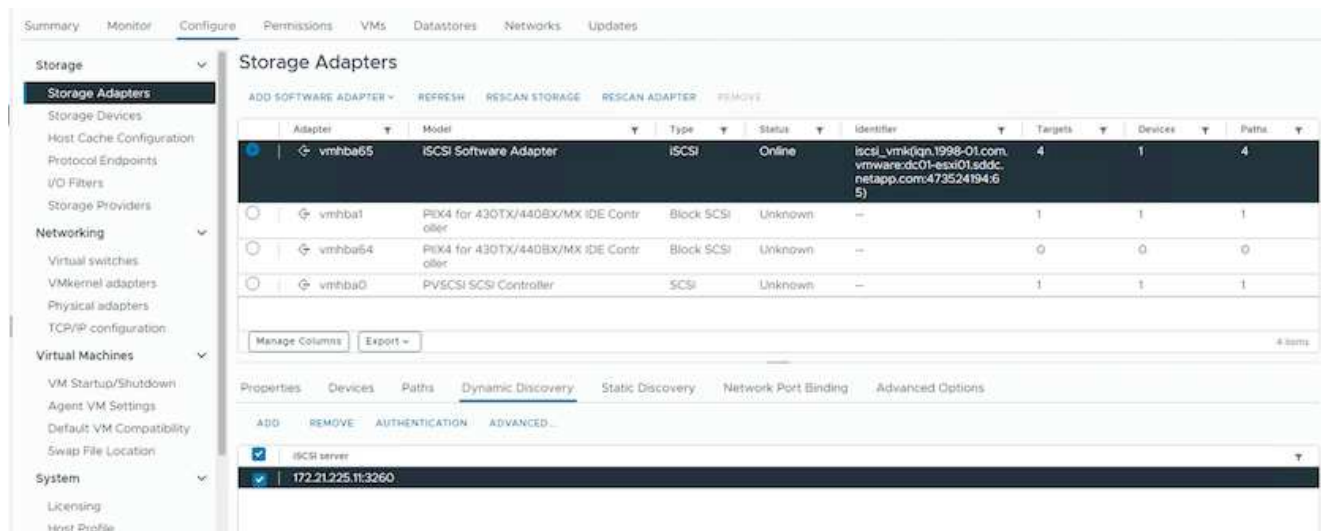 Summary Monitor Configure Permissions VMs Datastores Networks Updates
Storage
Storage Adapters
Storage Devices
Host Cache Configuration
Protocol Endpoints
I/O Filters
Storage Providers
Networking
Virtual switches
VMkernel adapters
Physical adapters
TCP/IP configuration
Virtual Machines
VM Startup/Shutdown
Agent VM Settings
Default VM Compatibility
Swap File Location
System
Licensing
Host Profile
Storage Adapters
ADD SOFTWARE ADAPTER REFRESH RESCAN STORAGE RESCAN ADAPTER REMOVE
Adapter Model Type Status Identifier Targets Devices Paths
vmhba65 iSCSI Software Adapter iSCSI Online iscsi_vmk(iqn.1998-01.com. 4 1 4
vmware:dc01-esxi01.sddc.
netapp.com:473524194:6
5)
vmhba1 PIIX4 for 430TX/440BX/MX IDE Contr Block SCSI Unknown -- 1 1 1
oller
vmhba64 PIIX4 for 430TX/440BX/MX IDE Contr Block SCSI Unknown -- 0 0 0
oller
vmhba0 PVSCSI SCSI Controller SCSI Unknown -- 1 1 1
Manage Columns Export 4 items
Properties Devices Paths Dynamic Discovery Static Discovery Network Port Binding Advanced Options
ADD REMOVE AUTHENTICATION ADVANCED...
iSCSI server
172.21.225.11:3260